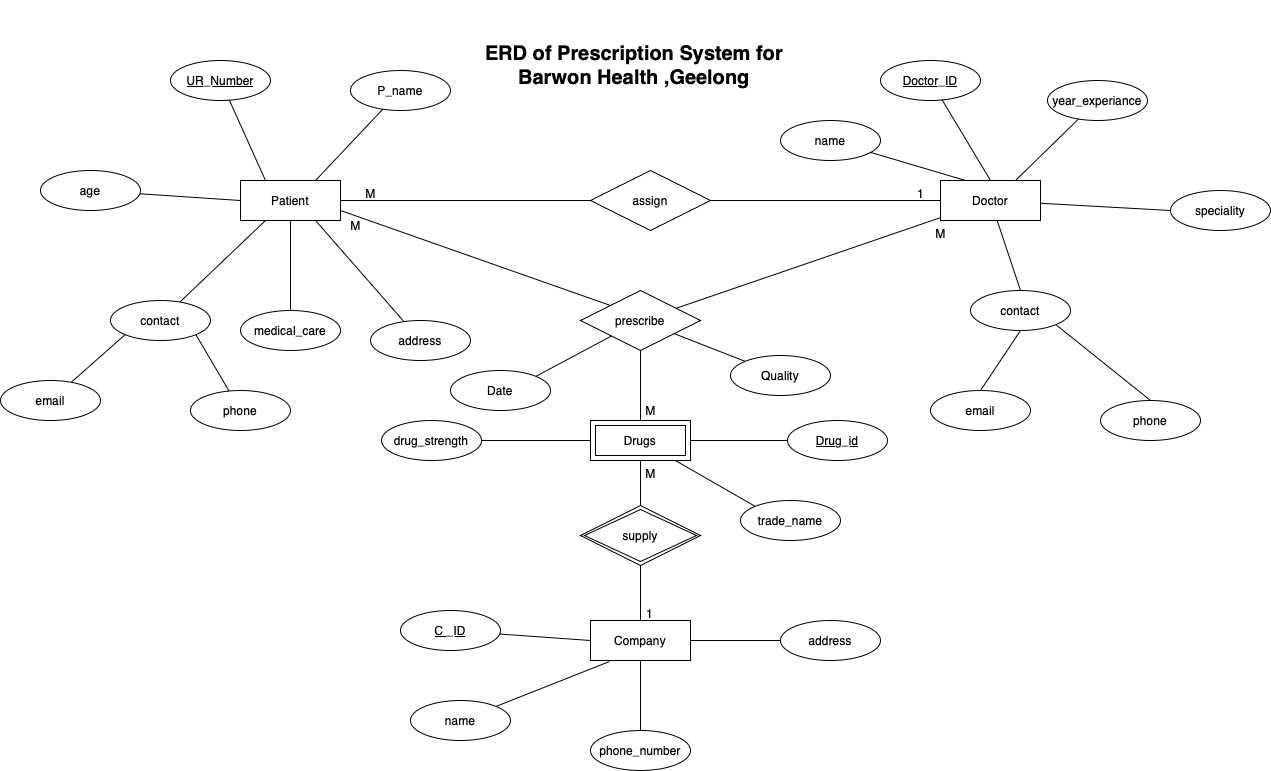 ERD of Prescription System for
Barwon Health ,Geelong
UR_Number
P_name
Doctor_ID
year_experiance
name
age
Patient
M
assign
1
Doctor
speciality
M
M
contact
medical_care
address
prescribe
contact
email
phone
Date
Quality
email
phone
M
drug_strength
Drugs
Drug_id
M
trade_name
supply
1
C_ID
Company
address
name
phone_number